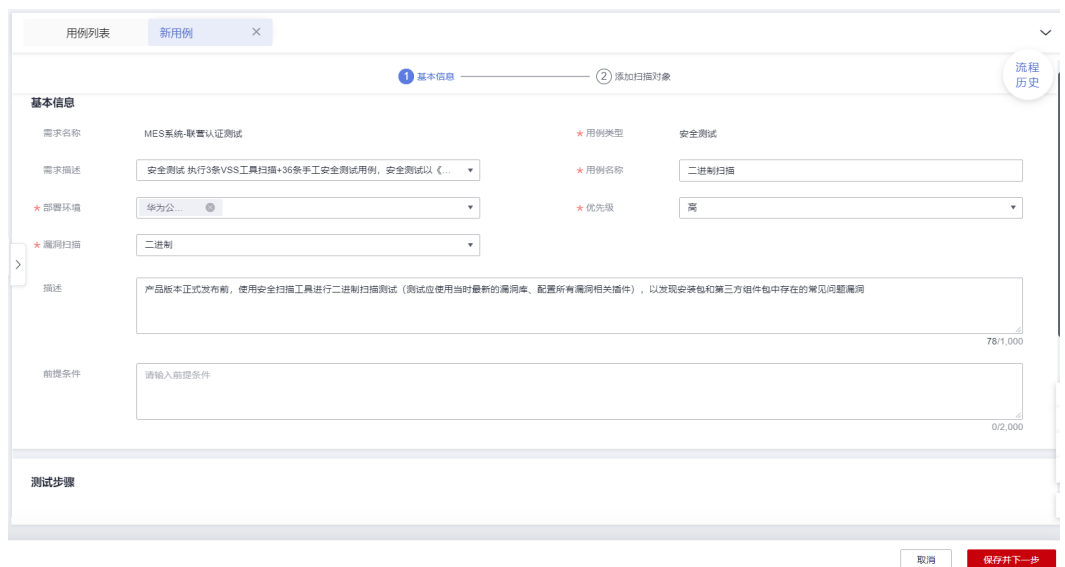 用例列表 新用例
1 基本信息 2 添加扫描对象
流程
历史
基本信息
需求名称 MES系统-联营认证测试 * 用例类型 安全测试
需求描述 安全测试 执行3条VSS工具扫描+36条手工安全测试用例，安全测试以《... * 用例名称 二进制扫描
* 部署环境 华为公... * 优先级 高
* 漏洞扫描 二进制
描述 产品版本正式发布前，使用安全扫描工具进行二进制扫描测试（测试应使用当时最新的漏洞库、配置所有漏洞相关插件），以发现安装包和第三方组件包中存在的常见问题漏洞
78/1,000
前提条件 请输入前提条件
0/2,000
测试步骤
取消 保存并下一步